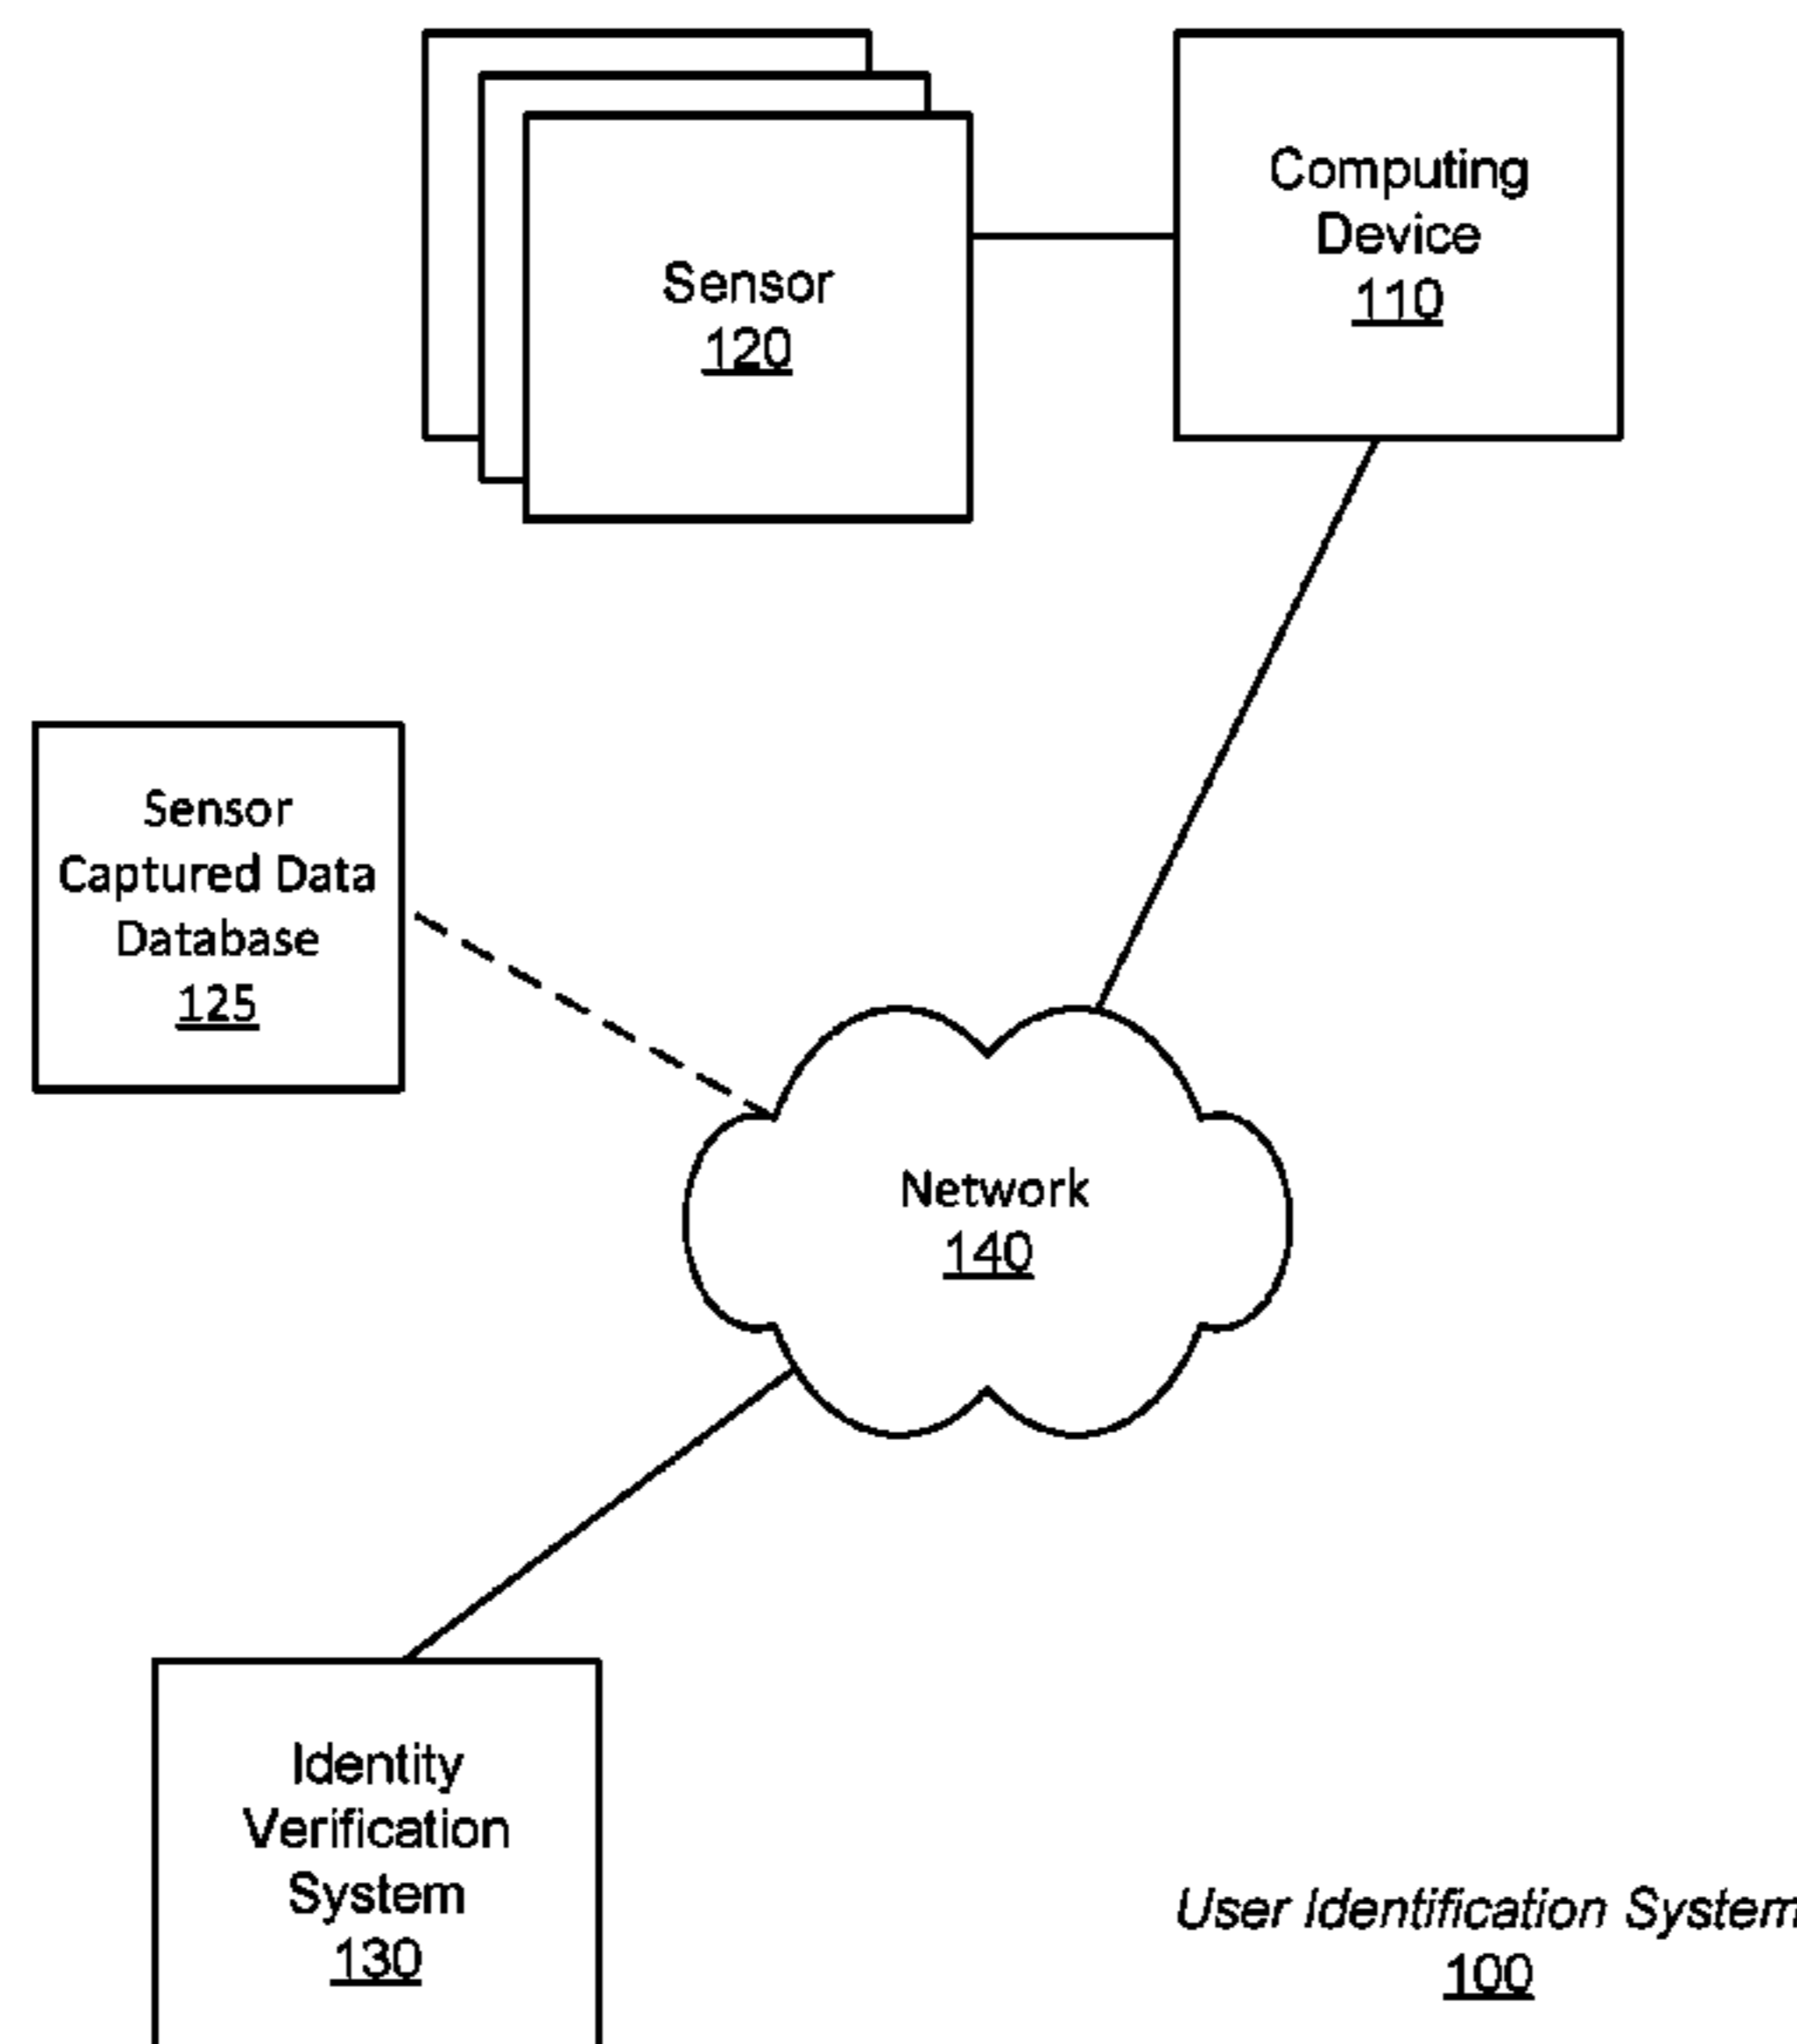 Computing
Device
110
Sensor
120
Sensor
Captured Data
Database
125
Network
140
Identity
Verification
System
130
User Identification System
100